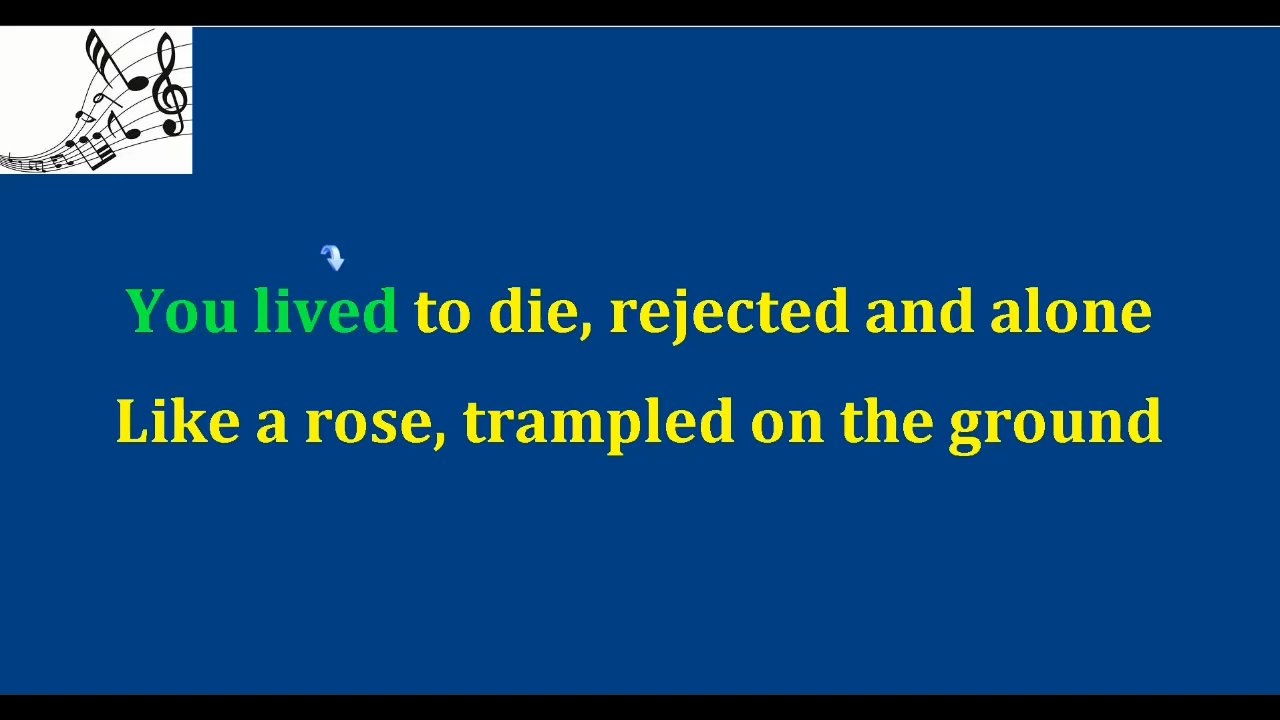 You lived to die, rejected and alone
Like a rose, trampled on the ground